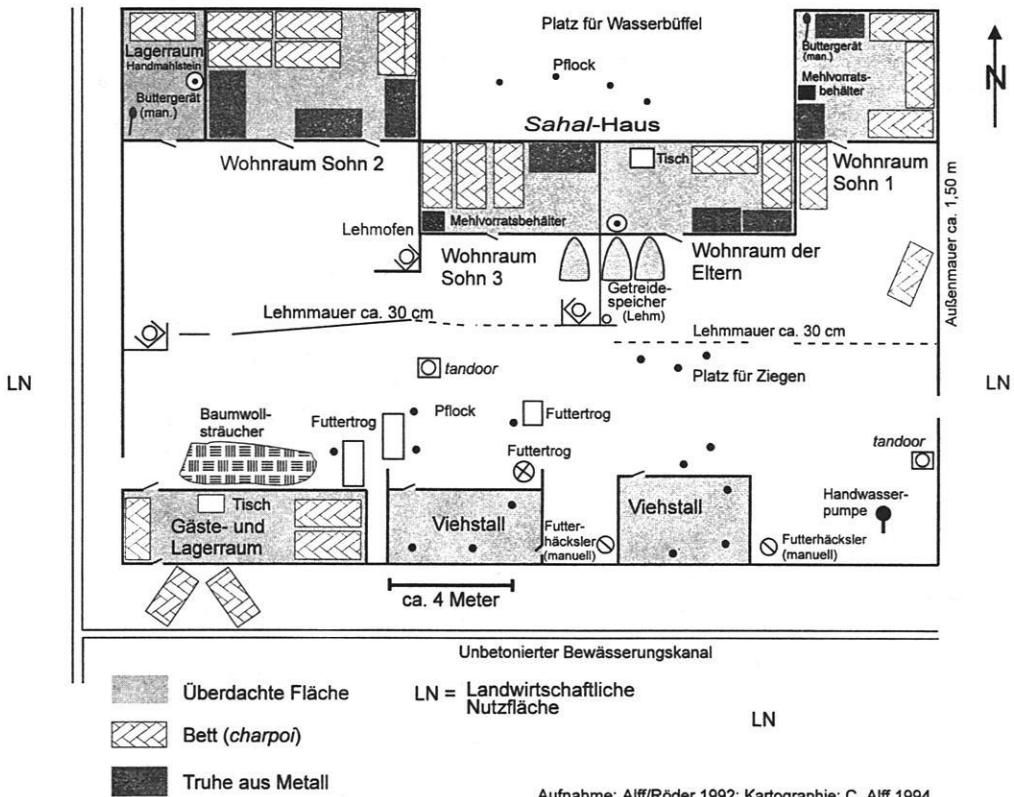 Platz für Wasserbüffel
Pflock
Sahal-Haus
Lagerraum
Handmahlstein
Buttergerät
(man.)
Wohnraum Sohn 2
Buttergerät
(man.)
Mehlvorrats-
behälter
Wohnraum
Sohn 1
N
Außenmauer ca. 1,50 m
Tisch
Mehlvorratsbehälter
Lehmofen
Wohnraum
Sohn 3
Wohnraum der
Eltern
Getreide-
speicher
(Lehm)
Lehmmauer ca. 30 cm
Lehmmauer ca. 30 cm
LN
LN
tandoor
Platz für Ziegen
Baumwoll-
sträucher
Futtertrog
Pflock
Futtertrog
Futtertrog
tandoor
Tisch
Gäste- und
Lagerraum
Viehstall
Futter-
häcksler
(manuell)
Viehstall
Handwasser-
pumpe
Futterhäcksler
(manuell)
ca. 4 Meter
Unbetonierter Bewässerungskanal
Überdachte Fläche
LN = Landwirtschaftliche
Nutzfläche
LN
Bett (charpoi)
Truhe aus Metall
Aufnahme: Alff/Röder 1992; Kartographie: C. Alff 1994